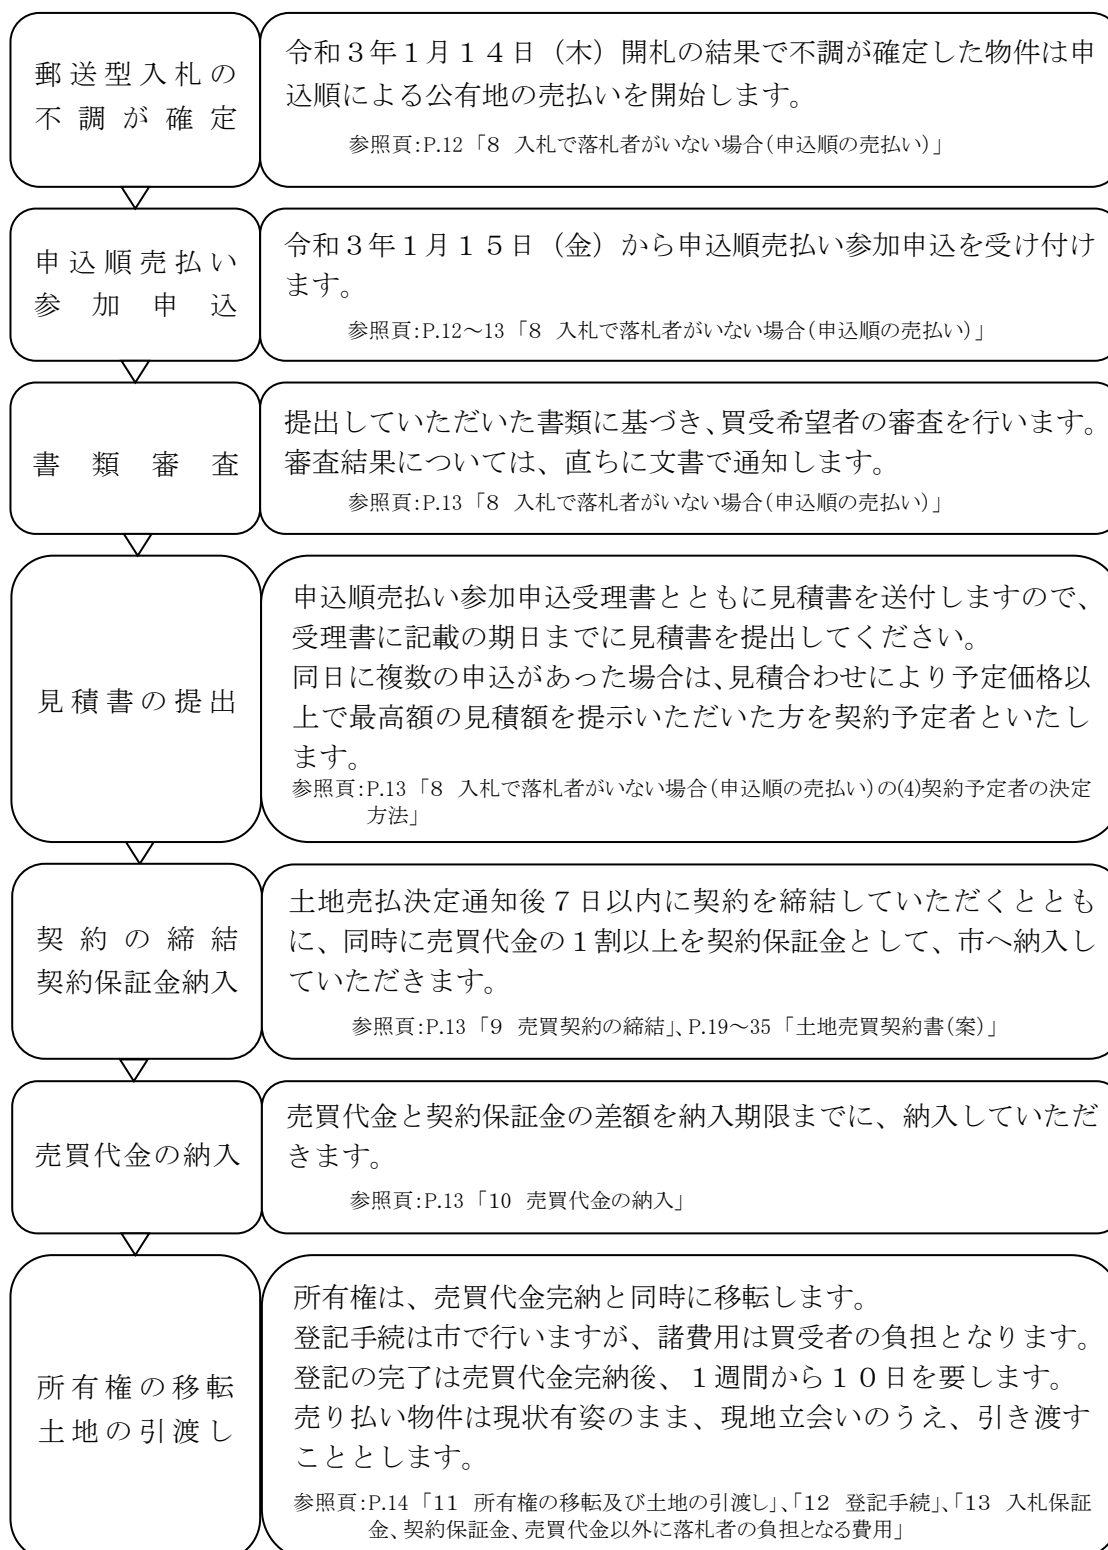 郵送型入札の
不調が確定
令和３年１月１４日（木）開札の結果で不調が確定した物件は申
込順による公有地の売払いを開始します。
参照頁:P.12「8 入札で落札者がいない場合(申込順の売払い)」
申込順売払い
参加申込
令和３年１月１５日（金）から申込順売払い参加申込を受け付け
ます。
参照頁:P.12～13「8 入札で落札者がいない場合(申込順の売払い)」
書類審査
提出していただいた書類に基づき、買受希望者の審査を行います。
審査結果については、直ちに文書で通知します。
参照頁:P.13「8 入札で落札者がいない場合(申込順の売払い)」
見積書の提出
申込順売払い参加申込受理書とともに見積書を送付しますので、
受理書に記載の期日までに見積書を提出してください。
同日に複数の申込があった場合は、見積合わせにより予定価格以
上で最高額の見積額を提示いただいた方を契約予定者といたし
ます。
参照頁:P.13「8 入札で落札者がいない場合(申込順の売払い)の(4)契約予定者の決定
方法」
契約の締結
契約保証金納入
土地売払決定通知後７日以内に契約を締結していただくととも
に、同時に売買代金の１割以上を契約保証金として、市へ納入し
ていただきます。
参照頁:P.13「9 売買契約の締結」、P.19～35「土地売買契約書(案)」
売買代金の納入
売買代金と契約保証金の差額を納入期限までに、納入していただ
きます。
参照頁:P.13「10 売買代金の納入」
所有権の移転
土地の引渡し
所有権は、売買代金完納と同時に移転します。
登記手続は市で行いますが、諸費用は買受者の負担となります。
登記の完了は売買代金完納後、１週間から１０日を要します。
売り払い物件は現状有姿のまま、現地立会いのうえ、引き渡す
こととします。
参照頁:P.14「11 所有権の移転及び土地の引渡し」、「12 登記手続」、「13 入札保証
金、契約保証金、売買代金以外に落札者の負担となる費用」